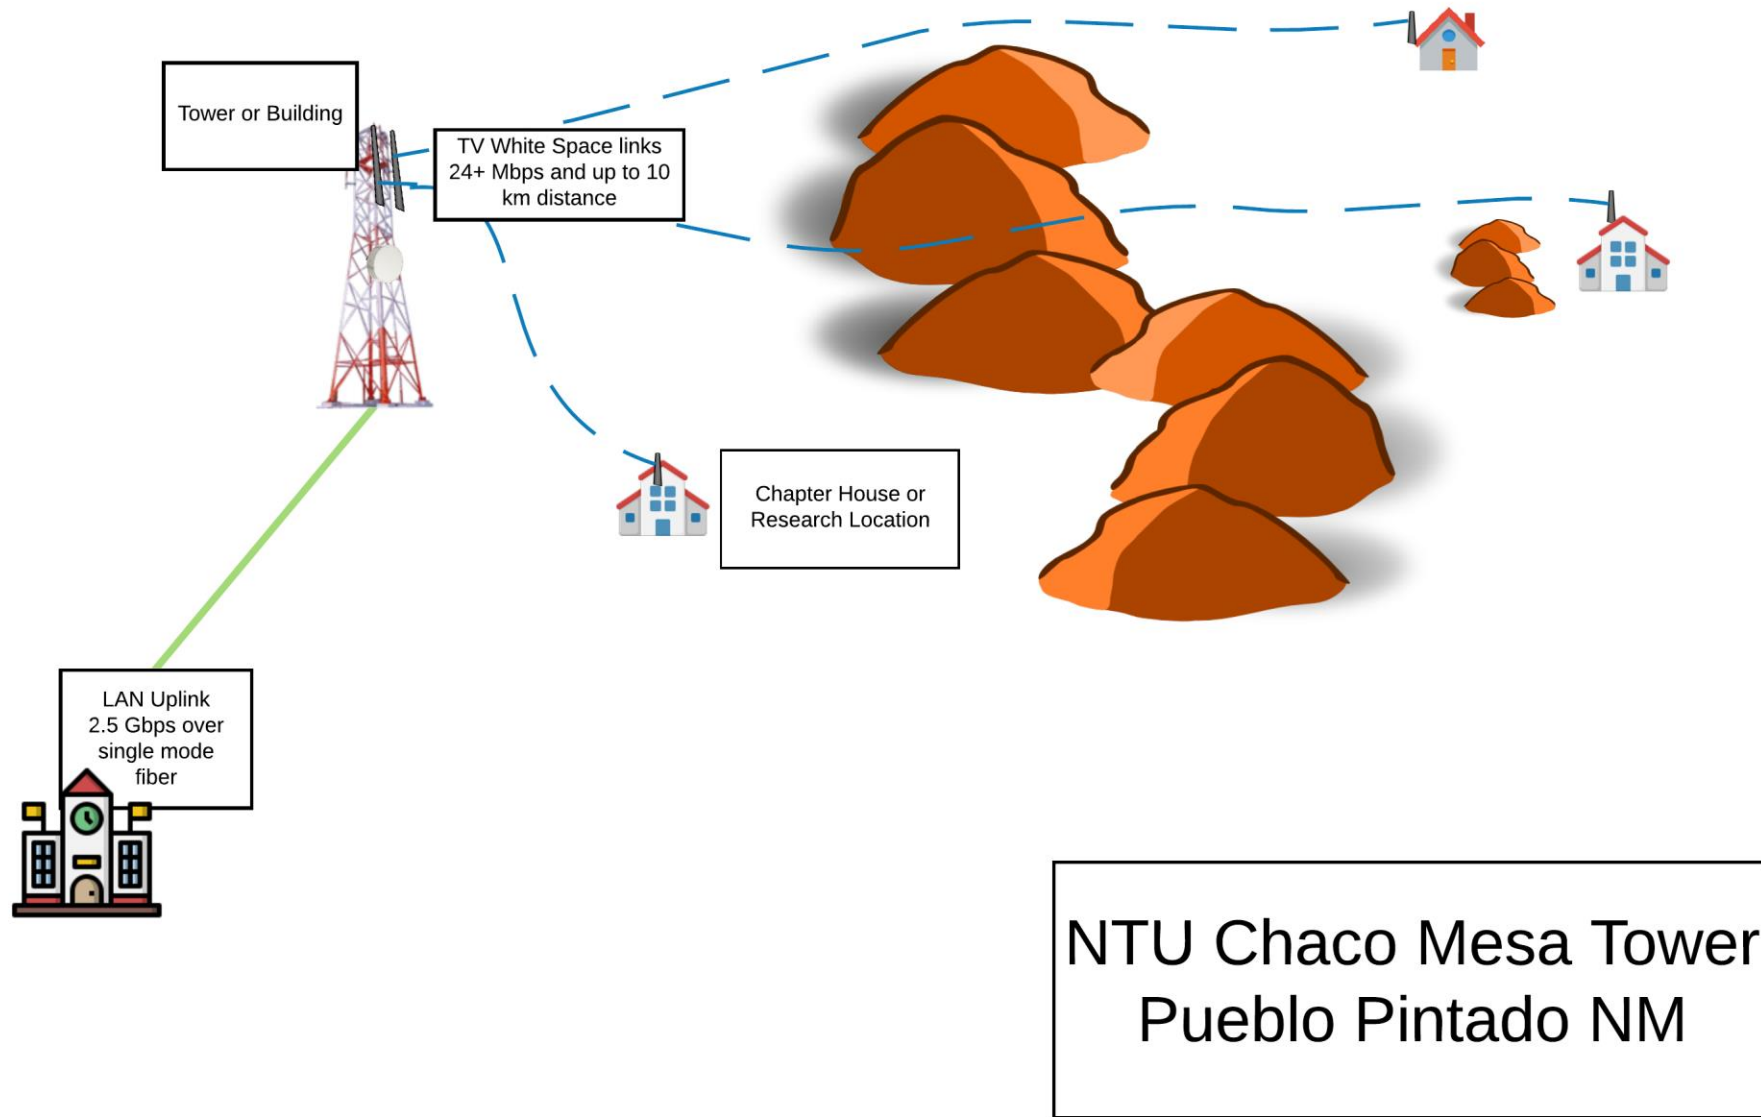 Tower or Building
TV White Space links
24+ Mbps and up to 10
km distance
Chapter House or
Research Location
LAN Uplink
2.5 Gbps over
single mode
fiber
NTU Chaco Mesa Tower
Pueblo Pintado NM